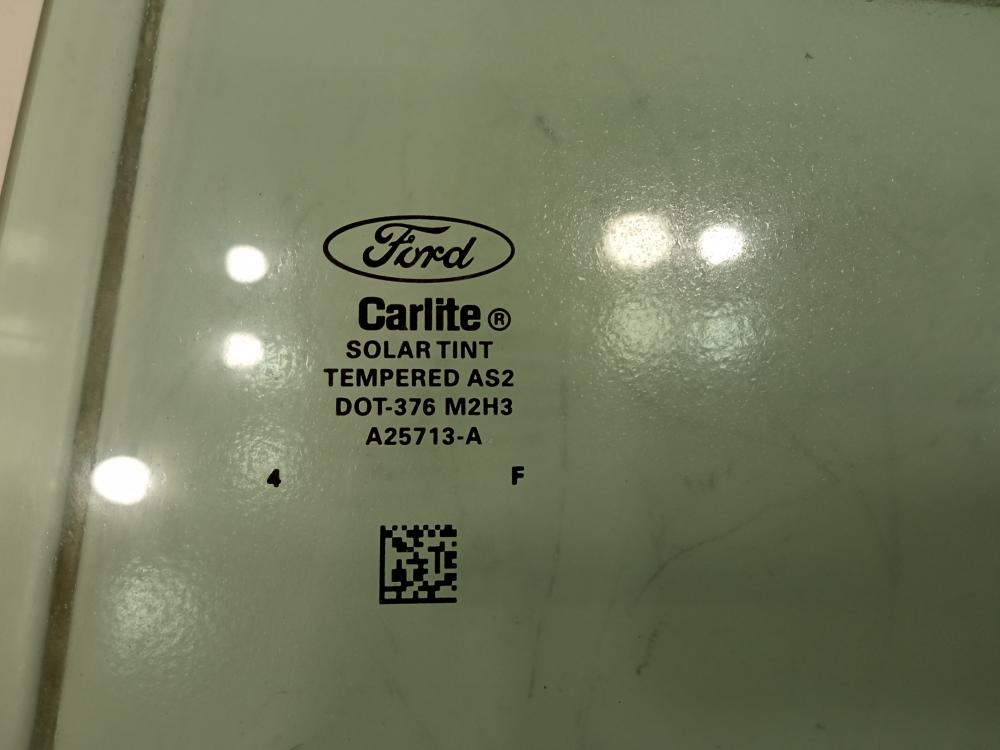 Ford
Carlite®
SOLAR TINT
TEMPERED AS2
DOT-376 M2H3
A25713-A
4 F